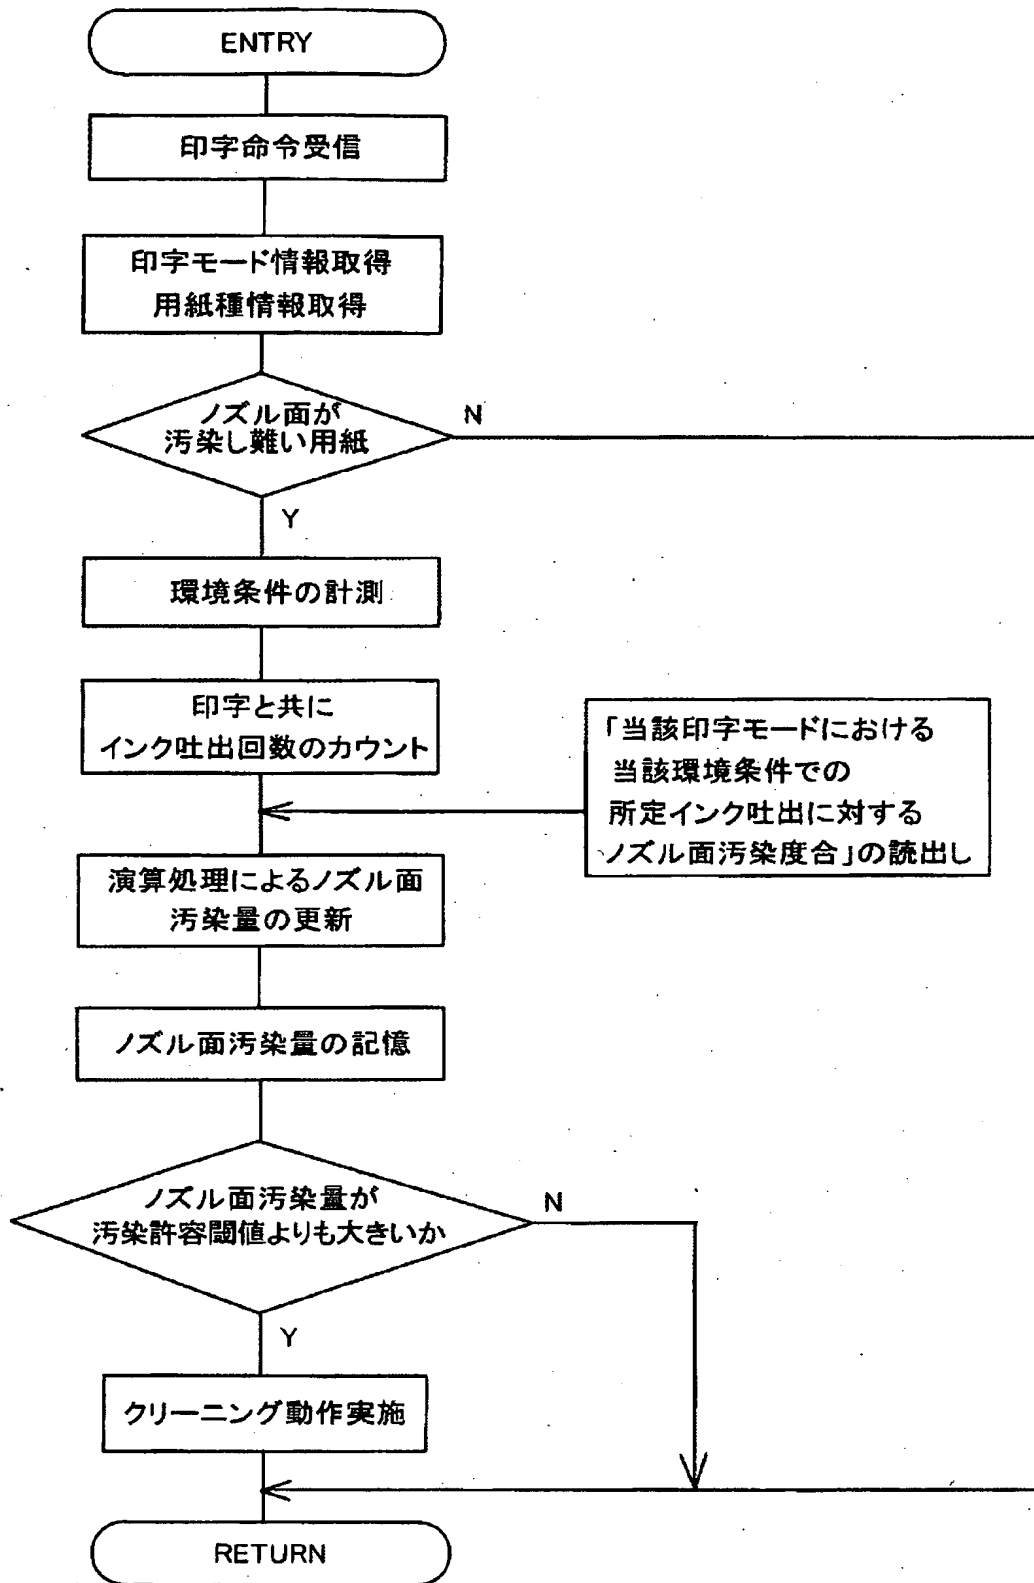 ENTRY
印字命令受信
印字モード情報取得
用紙種情報取得
ノズル面が
汚染し難い用紙
N
Y
環境条件の計測
印字と共に
インク吐出回数のカウント
「当該印字モードにおける
当該環境条件での
所定インク吐出に対する
ノズル面汚染度合」の読出し
演算処理によるノズル面
汚染量の更新
ノズル面汚染量の記憶
ノズル面汚染量が
汚染許容閾値よりも大きいか
N
Y
クリーニング動作実施
RETURN